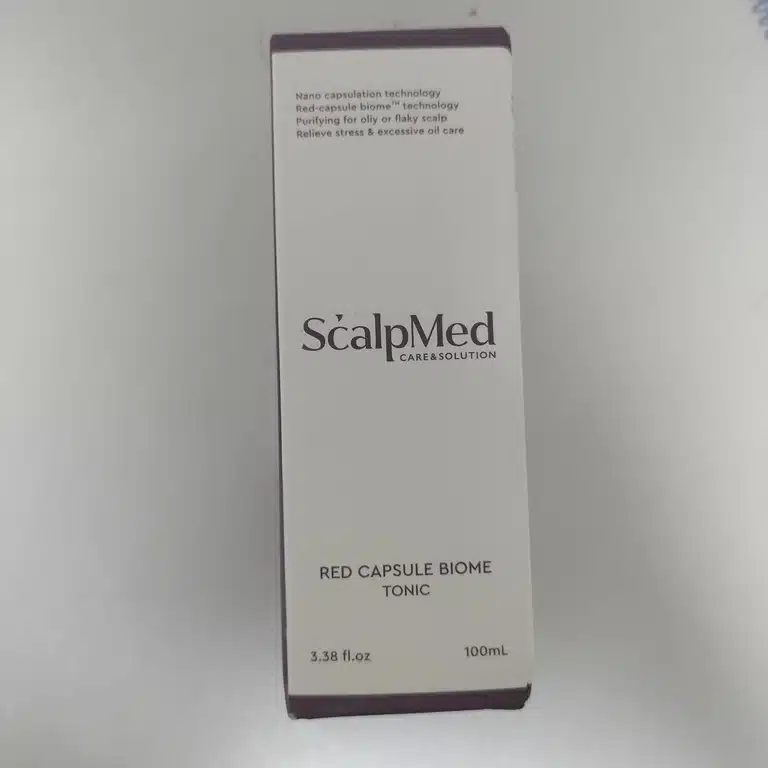 Nano capsulation technology
Red-capsule biome™ technology
Purifying for oily or flaky scalp
Relieve stress & excessive oil care
ScalpMed
CARE&SOLUTION
RED CAPSULE BIOME
TONIC
3.38 fl.oz 100mL